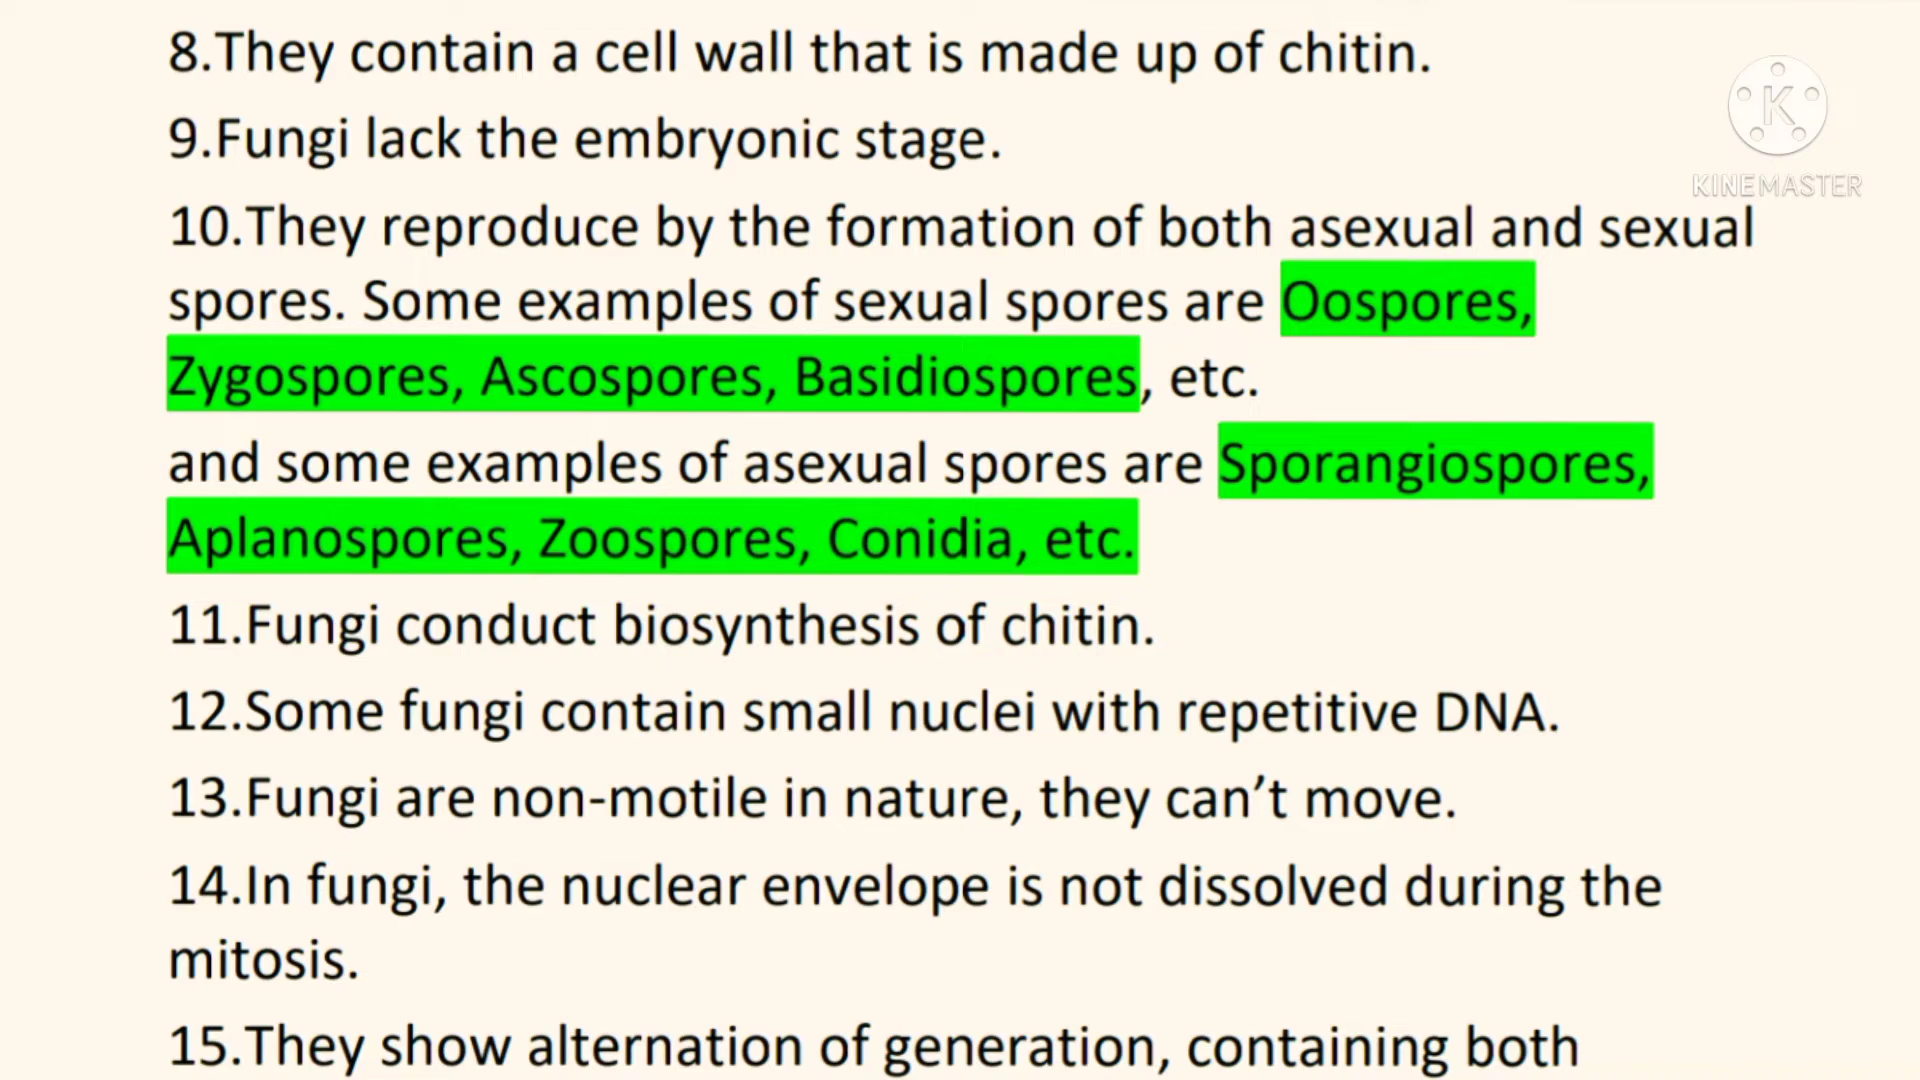 8.They contain a cell wall that is made up of chitin.
9.Fungi lack the embryonic stage.
KINEMASTER
10.They reproduce by the formation of both asexual and sexual
spores. Some examples of sexual spores are Oospores,
Zygospores, Ascospores, Basidiospores, etc.
and some examples of asexual spores are Sporangiospores,
Aplanospores, Zoospores, Conidia, etc.
11.Fungi conduct biosynthesis of chitin.
12.Some fungi contain small nuclei with repetitive DNA.
13.Fungi are non-motile in nature, they can’t move.
14.In fungi, the nuclear envelope is not dissolved during the
mitosis.
15.They show alternation of generation, containing both